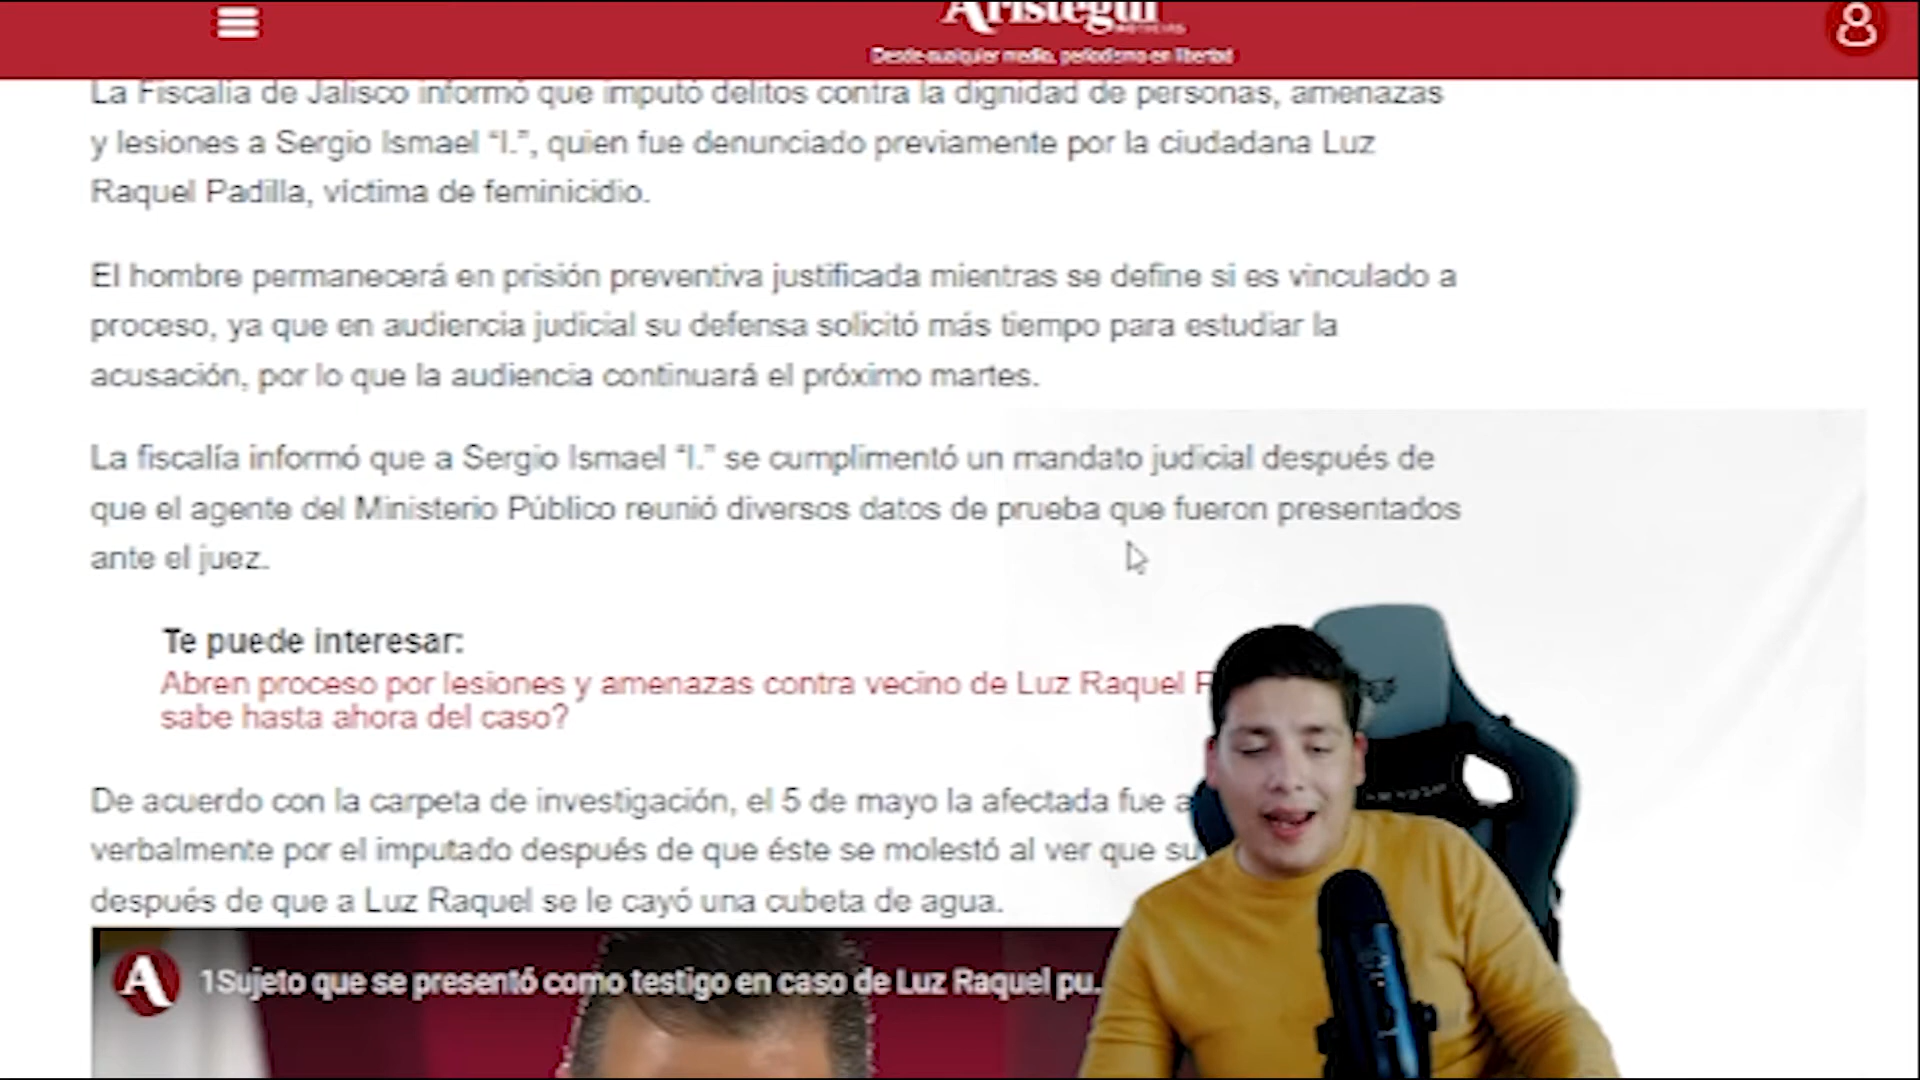 Aristegui
NOTICIAS
Desde cualquier medio, periodismo en libertad
La Fiscalía de Jalisco informó que imputó delitos contra la dignidad de personas, amenazas
y lesiones a Sergio Ismael “I.”, quien fue denunciado previamente por la ciudadana Luz
Raquel Padilla, víctima de feminicidio.
El hombre permanecerá en prisión preventiva justificada mientras se define si es vinculado a
proceso, ya que en audiencia judicial su defensa solicitó más tiempo para estudiar la
acusación, por lo que la audiencia continuará el próximo martes.
La fiscalía informó que a Sergio Ismael “I.” se cumplimentó un mandato judicial después de
que el agente del Ministerio Público reunió diversos datos de prueba que fueron presentados
ante el juez.
Te puede interesar:
Abren proceso por lesiones y amenazas contra vecino de Luz Raquel
sabe hasta ahora del caso?
De acuerdo con la carpeta de investigación, el 5 de mayo la afectada fue
verbalmente por el imputado después de que éste se molestó al ver que su
después de que a Luz Raquel se le cayó una cubeta de agua.
A 1Sujeto que se presentó como testigo en caso de Luz Raquel pu...